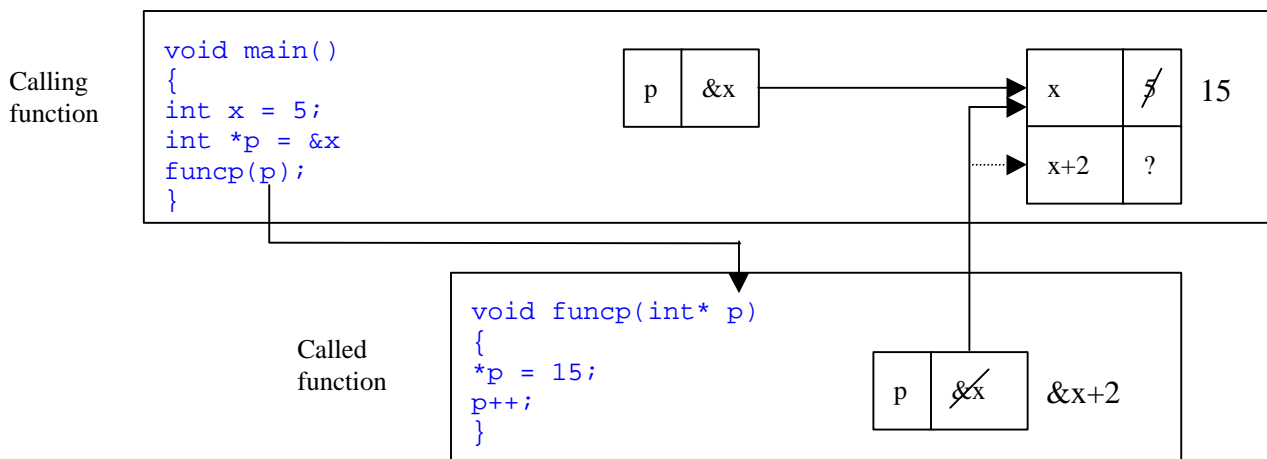 Calling
function
void main()
{
int x = 5;
int *p = &x
funcp(p);
}
p &x
x 5 15
x+2 ?
Called
function
void funcp(int* p)
{
*p = 15;
p++;
}
p &x &x+2